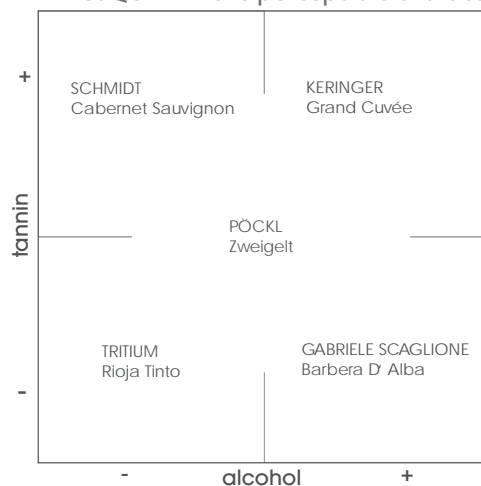 +
SCHMIDT
Cabernet Sauvignon
KERINGER
Grand Cuvée
tannin
PÖCKL
Zweigelt
TRITIUM
Rioja Tinto
GABRIELE SCAGLIONE
Barbera D' Alba
-
- alcohol +